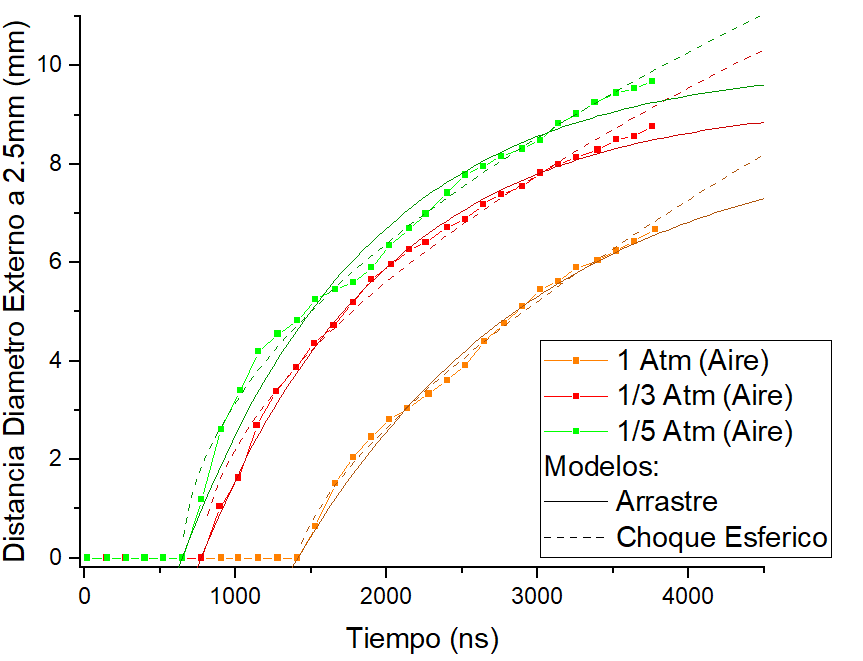 Distancia Diametro Externo a 2.5mm (mm)
10
8
6
4
2
0
0 1000 2000 3000 4000
Tiempo (ns)
1 Atm (Aire)
1/3 Atm (Aire)
1/5 Atm (Aire)
Modelos:
Arrastre
Choque Esferico